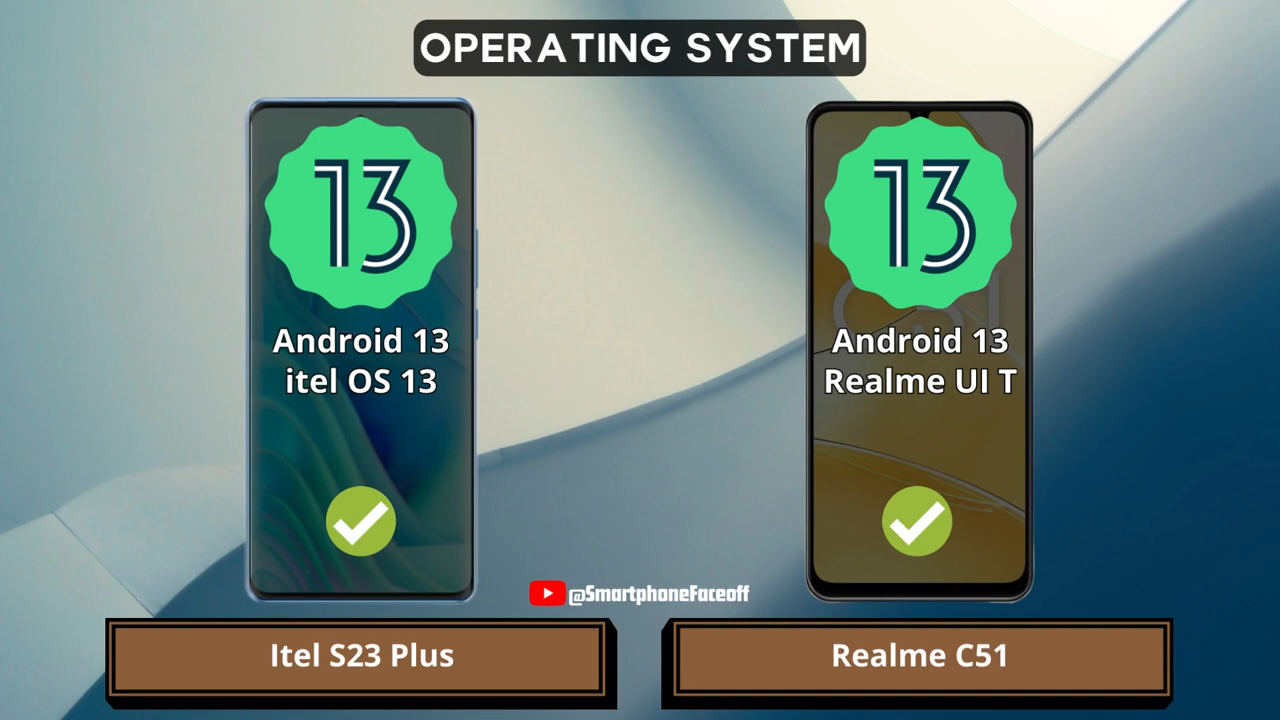 OPERATING SYSTEM
13
Android 13
itel OS 13
13
Android 13
Realme UI T
@SmartphoneFaceoff
Itel S23 Plus
Realme C51